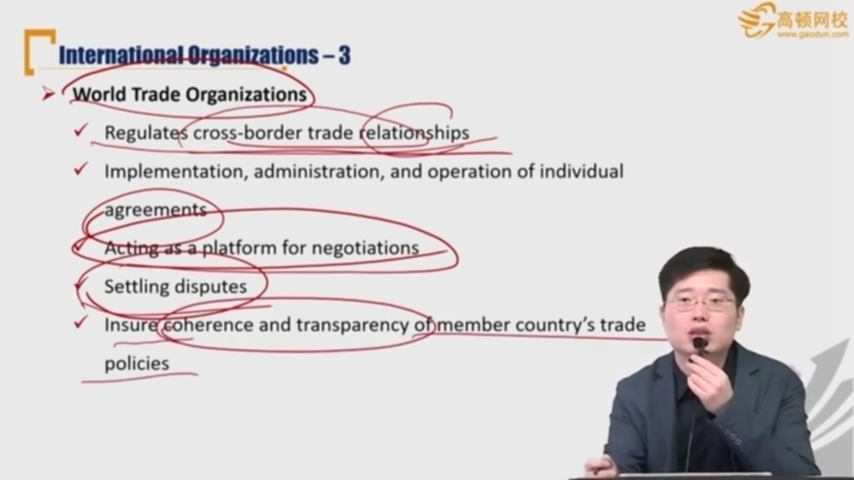 高顿网校
www.gaodun.com
International Organizations – 3
World Trade Organizations
Regulates cross-border trade relationships
Implementation, administration, and operation of individual
agreements
Acting as a platform for negotiations
Settling disputes
Insure coherence and transparency of member country's trade
policies